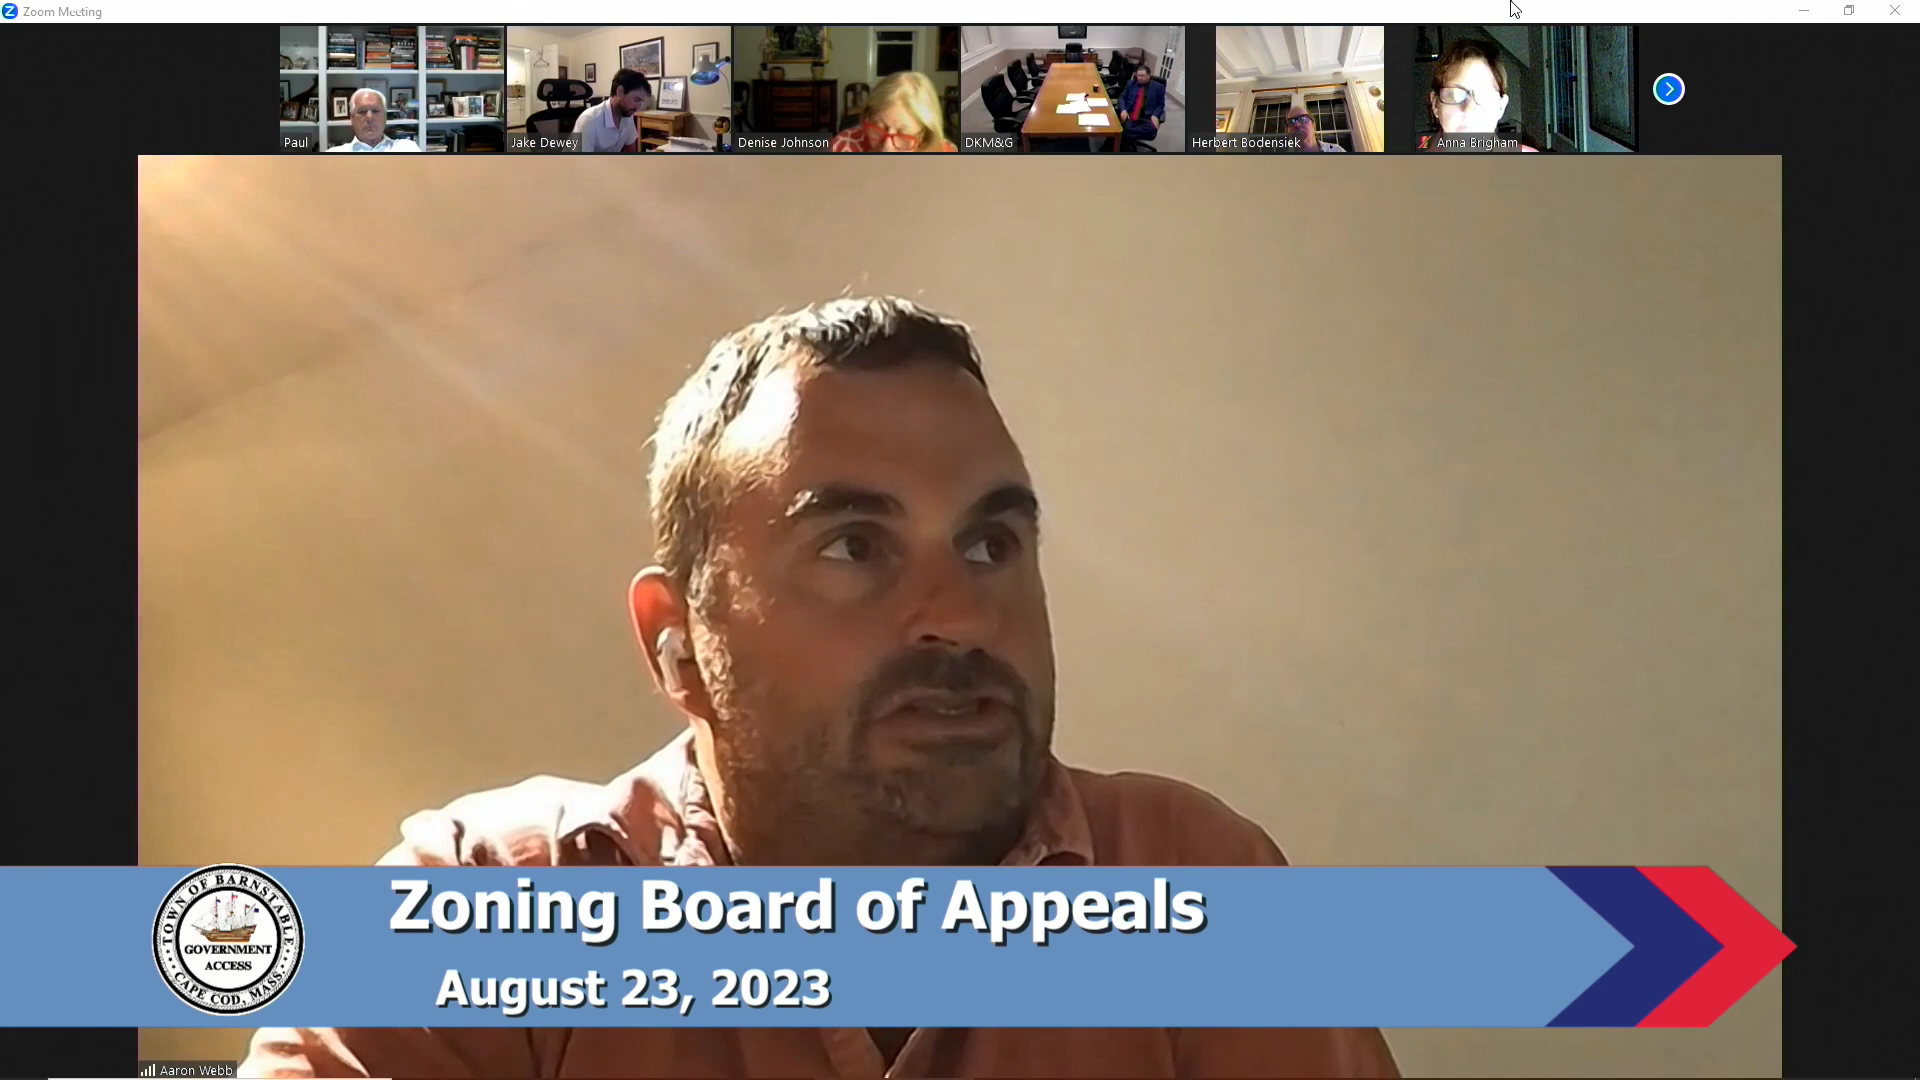 Zoom Meeting
Paul
Jake Dewey
Denise Johnson
DKM&G
Herbert Bodensiek
Anna Brigham
Zoning Board of Appeals
August 23, 2023
TOWN OF BARNSTABLE
GOVERNMENT
ACCESS
CAPE COD, MASS.
Aaron Webb